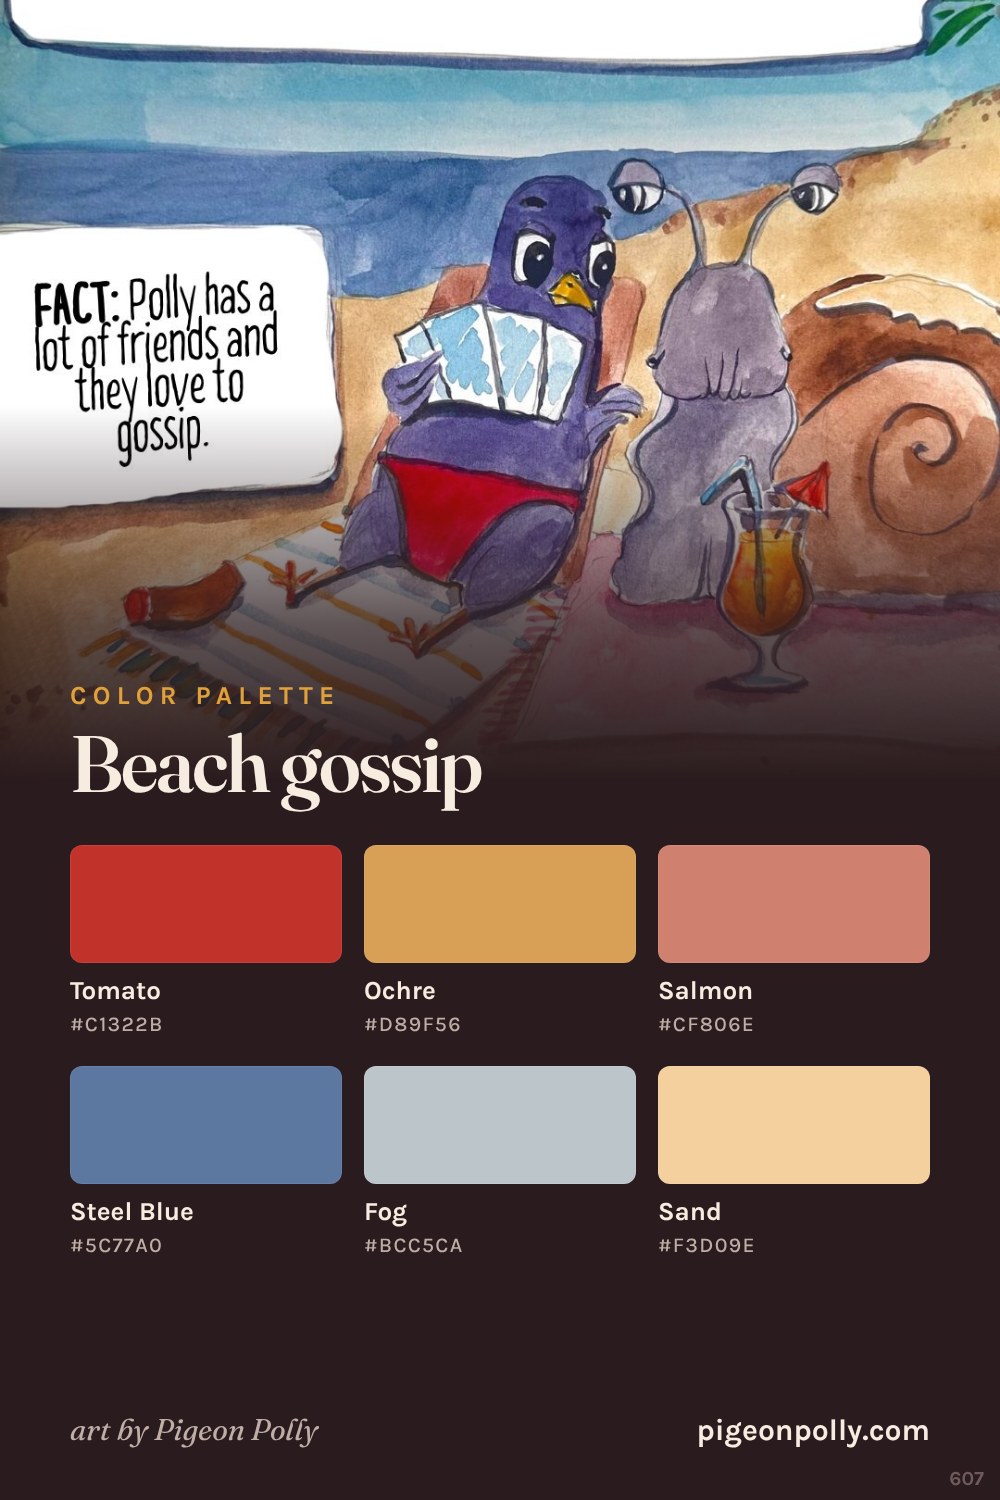 FACT: Polly has a
lot of friends and
they love to
gossip.
COLOR PALETTE
Beach gossip
Tomato
#C1322B
Ochre
#D89F56
Salmon
#CF806E
Steel Blue
#5C77A0
Fog
#BCC5CA
Sand
#F3D09E
art by Pigeon Polly
pigeonpolly.com
607